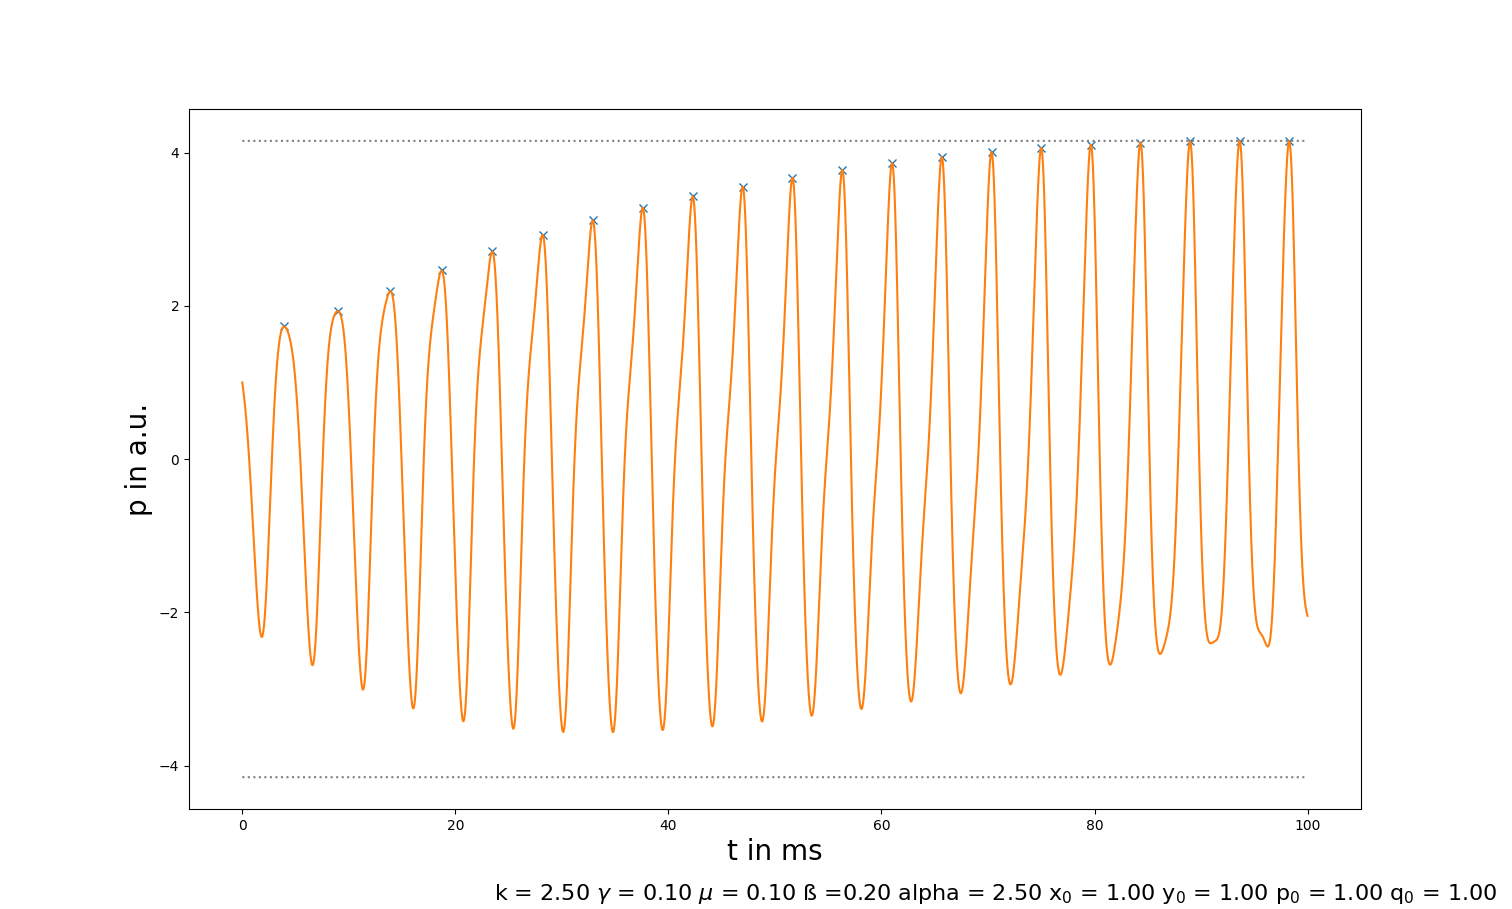 4
2
0
−2
−4
p in a.u.
0 20 40 60 80 100
t in ms
k = 2.50 γ = 0.10 μ = 0.10 ß =0.20 alpha = 2.50 x₀ = 1.00 y₀ = 1.00 p₀ = 1.00 q₀ = 1.00